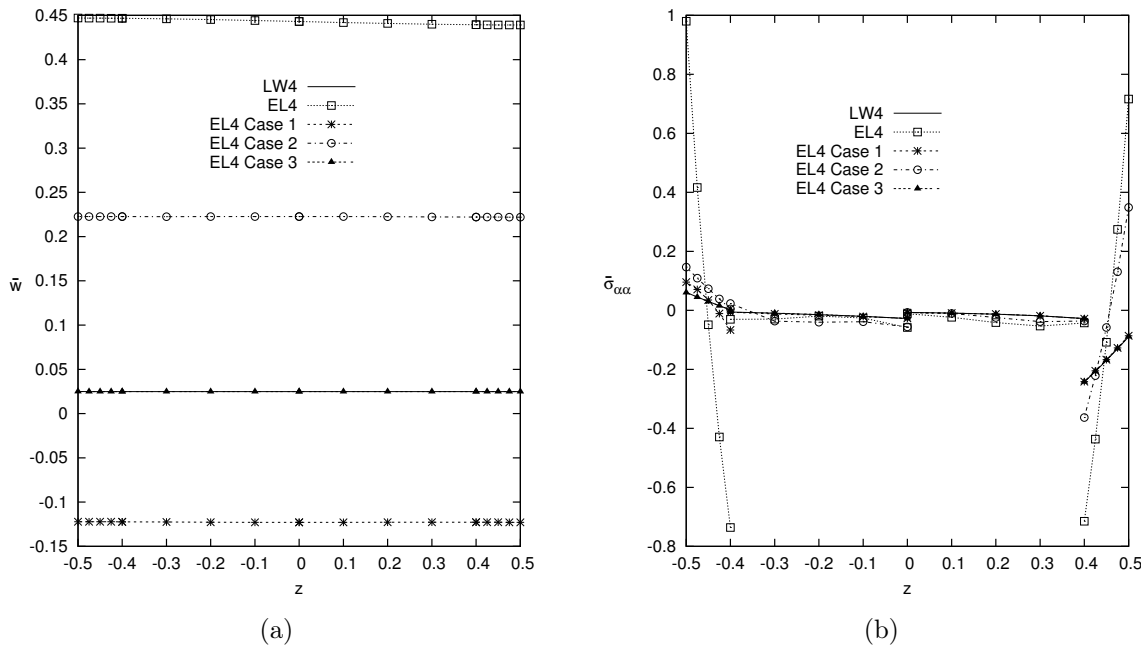 0.45
0.4
0.35
0.3
0.25
0.2
0.15
0.1
0.05
0
-0.05
-0.1
-0.15
-0.5 -0.4 -0.3 -0.2 -0.1 0 0.1 0.2 0.3 0.4 0.5
w̄
z
LW4
EL4
EL4 Case 1
EL4 Case 2
EL4 Case 3
(a)
1
0.8
0.6
0.4
0.2
0
-0.2
-0.4
-0.6
-0.8
-0.5 -0.4 -0.3 -0.2 -0.1 0 0.1 0.2 0.3 0.4 0.5
σ̄αα
z
LW4
EL4
EL4 Case 1
EL4 Case 2
EL4 Case 3
(b)